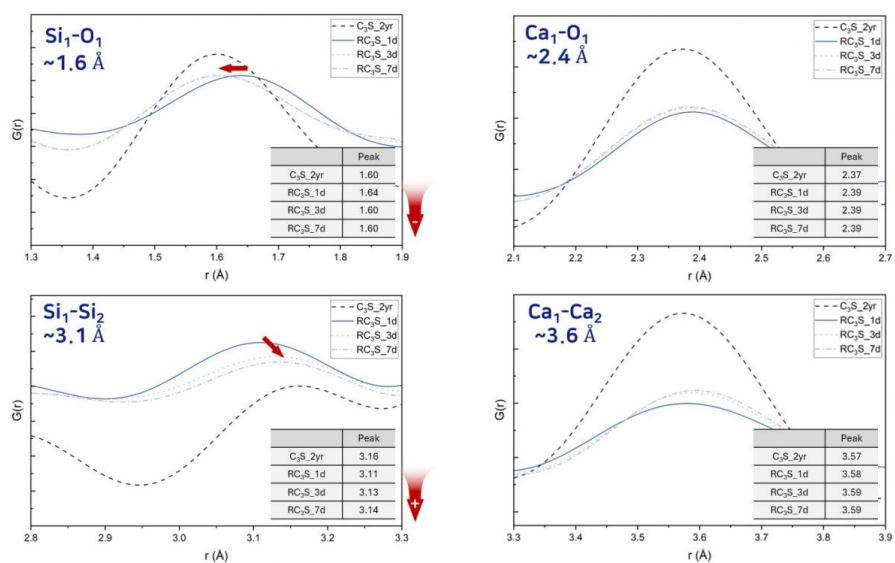 Si₁-O₁
~1.6 Å
C₃S_2yr
RC₃S_1d
RC₃S_3d
RC₃S_7d
G(r)
Peak
C₃S_2yr 1.60
RC₃S_1d 1.64
RC₃S_3d 1.60
RC₃S_7d 1.60
-
1.3 1.4 1.5 1.6 1.7 1.8 1.9
r (Å)
Ca₁-O₁
~2.4 Å
C₃S_2yr
RC₃S_1d
RC₃S_3d
RC₃S_7d
G(r)
Peak
C₃S_2yr 2.37
RC₃S_1d 2.39
RC₃S_3d 2.39
RC₃S_7d 2.39
2.1 2.2 2.3 2.4 2.5 2.6 2.7
r (Å)
Si₁-Si₂
~3.1 Å
C₃S_2yr
RC₃S_1d
RC₃S_3d
RC₃S_7d
G(r)
Peak
C₃S_2yr 3.16
RC₃S_1d 3.11
RC₃S_3d 3.13
RC₃S_7d 3.14
+
2.8 2.9 3.0 3.1 3.2 3.3
r (Å)
Ca₁-Ca₂
~3.6 Å
C₃S_2yr
RC₃S_1d
RC₃S_3d
RC₃S_7d
G(r)
Peak
C₃S_2yr 3.57
RC₃S_1d 3.58
RC₃S_3d 3.59
RC₃S_7d 3.59
3.3 3.4 3.5 3.6 3.7 3.8 3.9
r (Å)